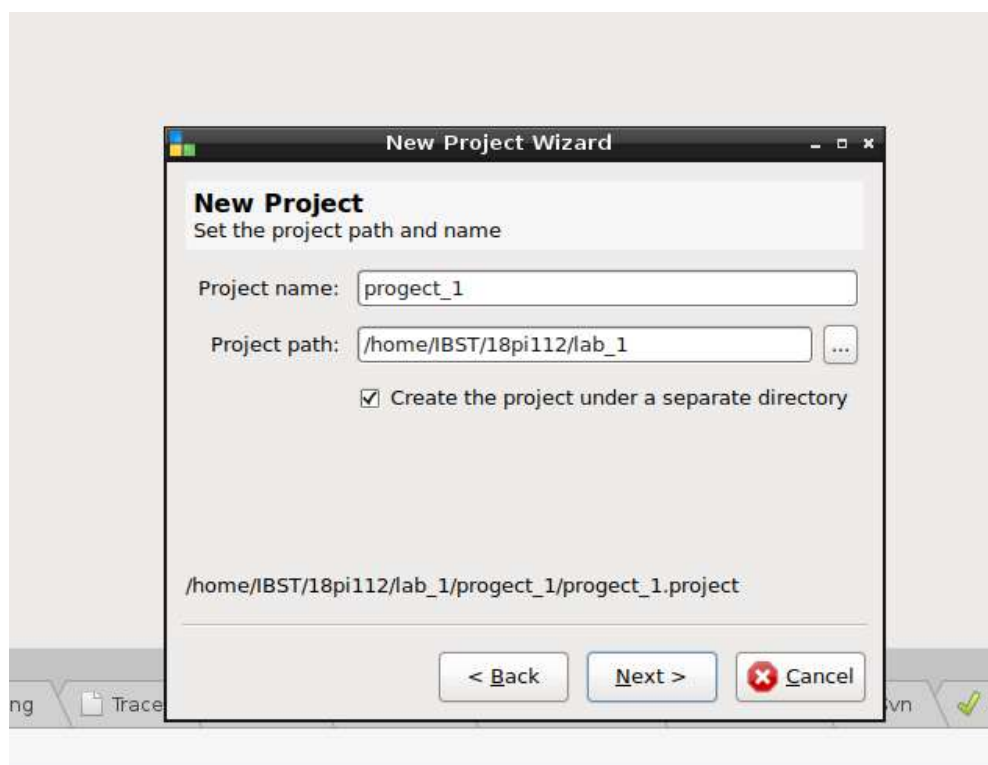 New Project Wizard
New Project
Set the project path and name
Project name: progect_1
Project path: /home/IBST/18pi112/lab_1 ...
Create the project under a separate directory
/home/IBST/18pi112/lab_1/progect_1/progect_1.project
< Back Next > Cancel
ng Trace vn